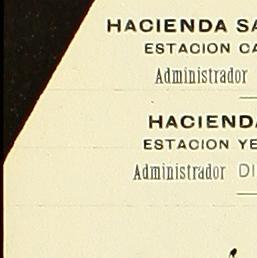 HACIENDA SA
ESTACION CA
Administrador
HACIENDA
ESTACION YE
Administrador DI